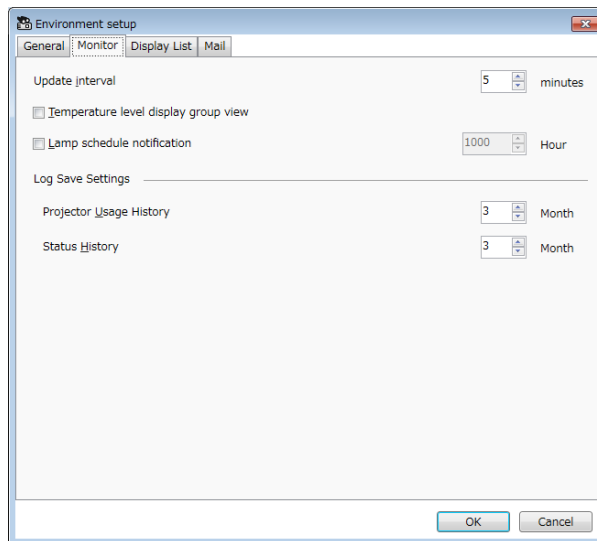 Environment setup
General Monitor Display List Mail
Update interval 5 minutes
Temperature level display group view
Lamp schedule notification 1000 Hour
Log Save Settings
Projector Usage History 3 Month
Status History 3 Month
OK Cancel